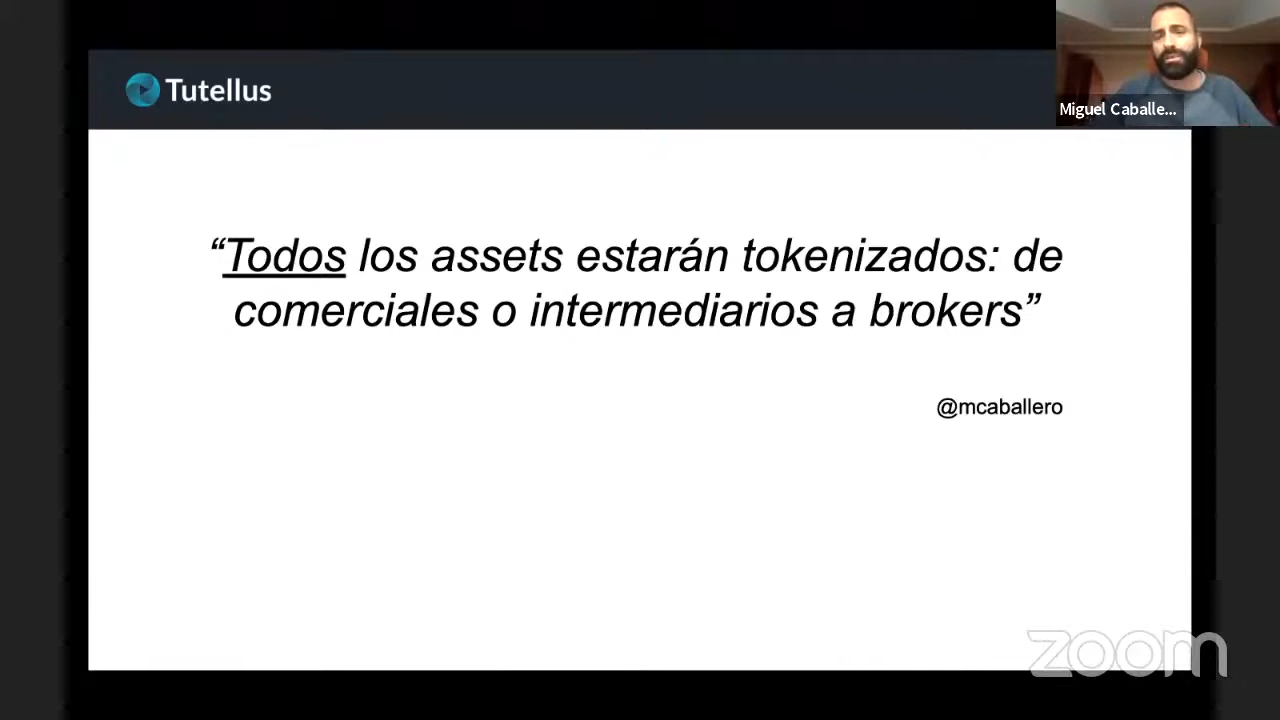 Tutellus
Miguel Caballe...
“Todos los assets estarán tokenizados: de
comerciales o intermediarios a brokers”
@mcaballero
zoom